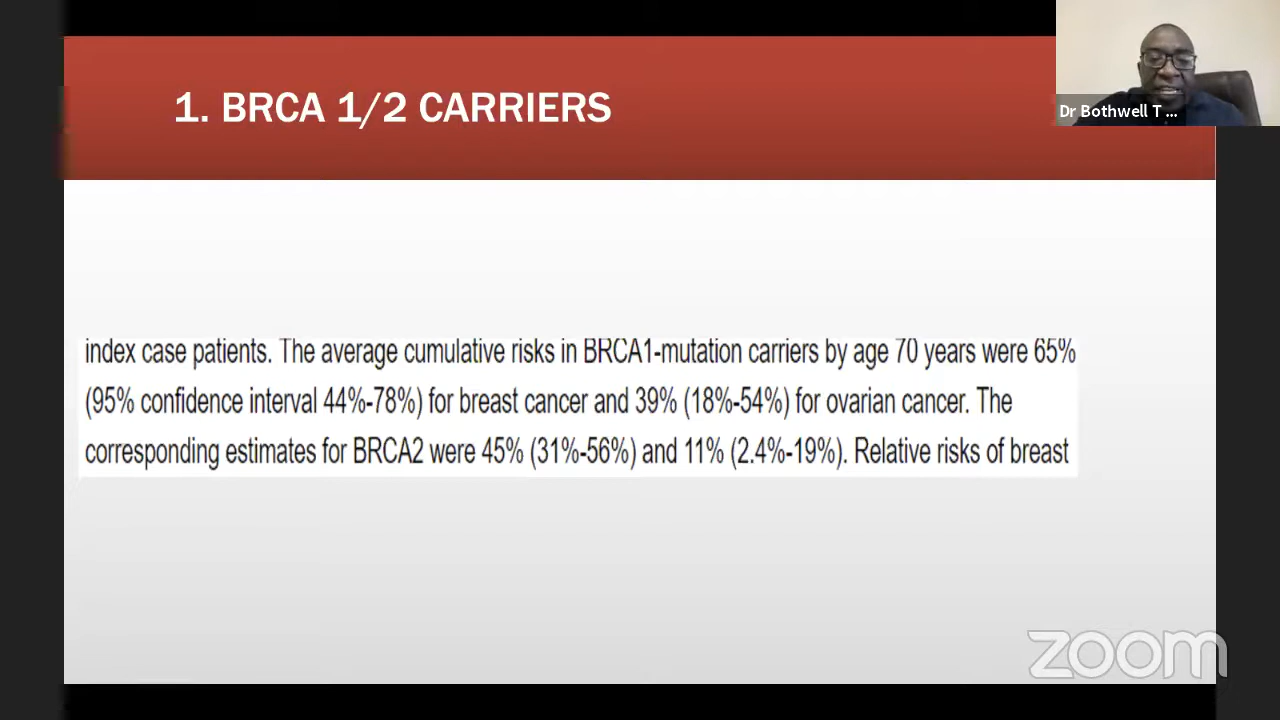 1. BRCA 1/2 CARRIERS
Dr Bothwell T ...
index case patients. The average cumulative risks in BRCA1-mutation carriers by age 70 years were 65%
(95% confidence interval 44%-78%) for breast cancer and 39% (18%-54%) for ovarian cancer. The
corresponding estimates for BRCA2 were 45% (31%-56%) and 11% (2.4%-19%). Relative risks of breast
zoom